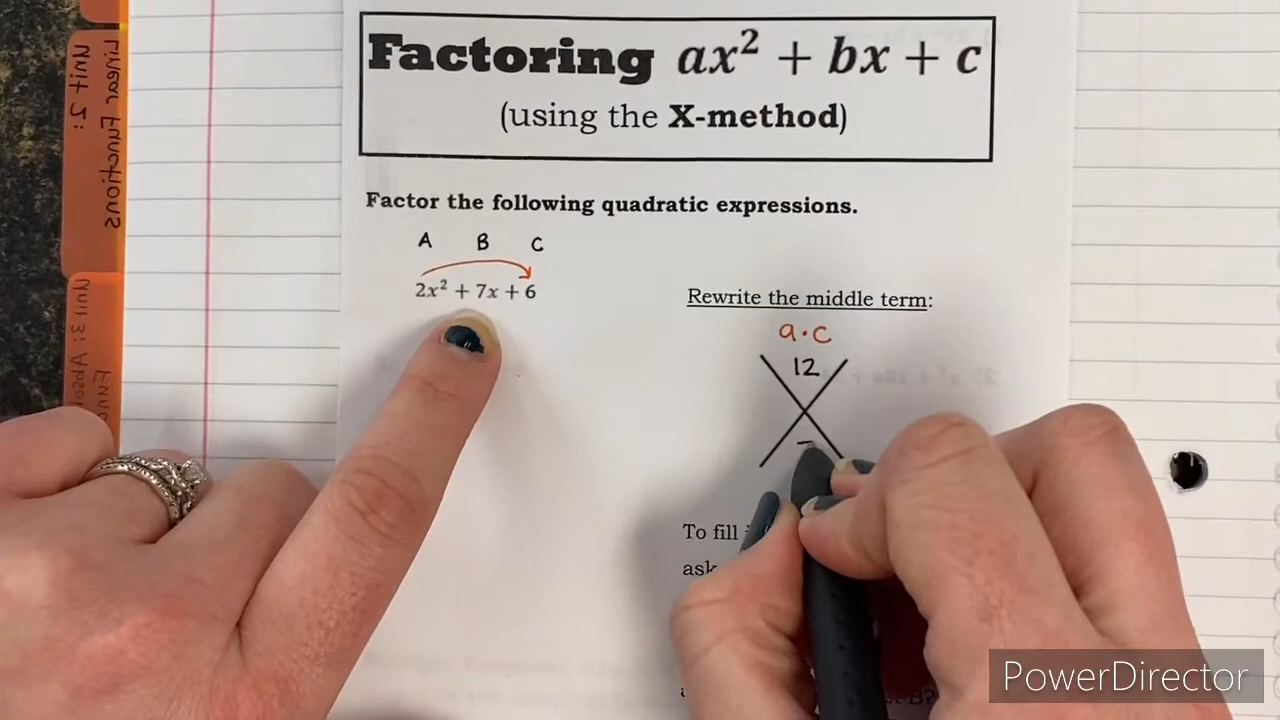 Factoring ax² + bx + c
(using the X-method)
Factor the following quadratic expressions.
A B C
2x² + 7x + 6
Rewrite the middle term:
a·c
12
To fill
ask
Linear Functions
Unit 2:
Unit 3:
PowerDirector